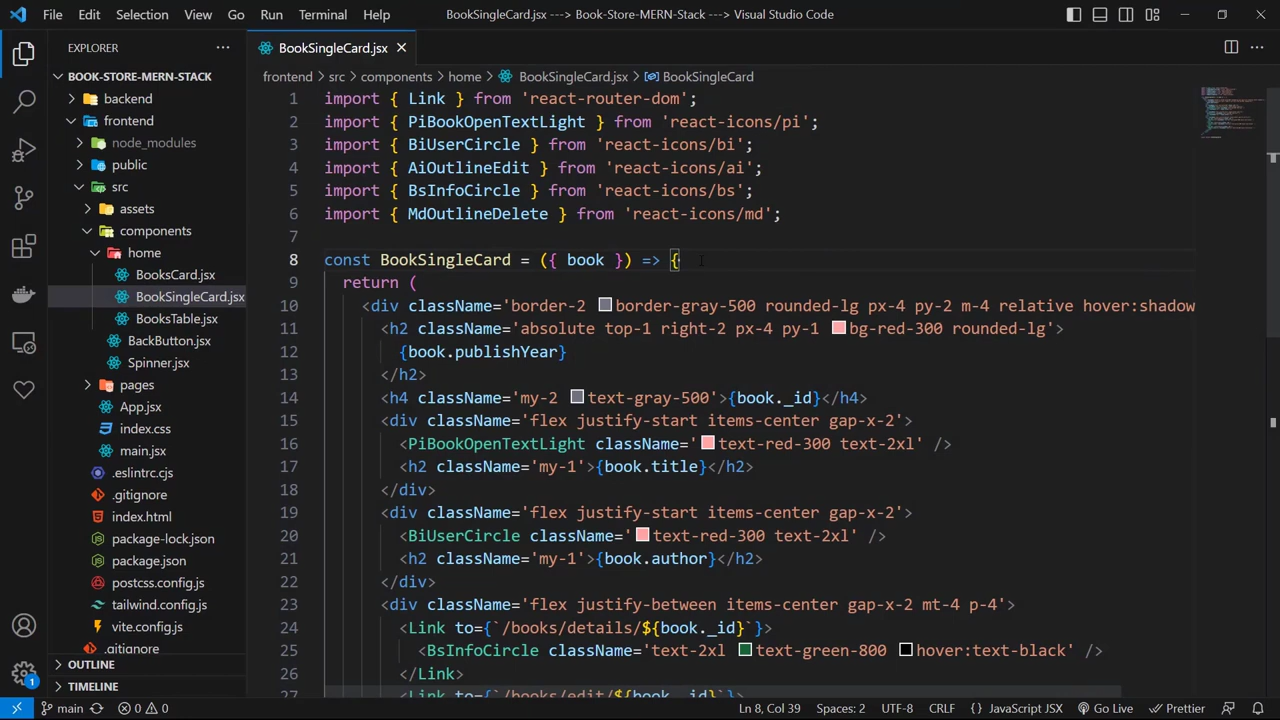 File Edit Selection View Go Run Terminal Help
BookSingleCard.jsx ---> Book-Store-MERN-Stack ---> Visual Studio Code
EXPLORER
BOOK-STORE-MERN-STACK
backend
frontend
node_modules
public
src
assets
components
home
BooksCard.jsx
BookSingleCard.jsx
BooksTable.jsx
BackButton.jsx
Spinner.jsx
pages
App.jsx
index.css
main.jsx
.eslintrc.cjs
.gitignore
index.html
package-lock.json
package.json
postcss.config.js
tailwind.config.js
vite.config.js
.gitignore
OUTLINE
TIMELINE
BookSingleCard.jsx
frontend > src > components > home > BookSingleCard.jsx > BookSingleCard
1 import { Link } from 'react-router-dom';
2 import { PiBookOpenTextLight } from 'react-icons/pi';
3 import { BiUserCircle } from 'react-icons/bi';
4 import { AiOutlineEdit } from 'react-icons/ai';
5 import { BsInfoCircle } from 'react-icons/bs';
6 import { MdOutlineDelete } from 'react-icons/md';
7
8 const BookSingleCard = ({ book }) => {
9 return (
10 <div className='border-2 border-gray-500 rounded-lg px-4 py-2 m-4 relative hover:shadow
11 <h2 className='absolute top-1 right-2 px-4 py-1 bg-red-300 rounded-lg'>
12 {book.publishYear}
13 </h2>
14 <h4 className='my-2 text-gray-500'>{book._id}</h4>
15 <div className='flex justify-start items-center gap-x-2'>
16 <PiBookOpenTextLight className='text-red-300 text-2xl' />
17 <h2 className='my-1'>{book.title}</h2>
18 </div>
19 <div className='flex justify-start items-center gap-x-2'>
20 <BiUserCircle className='text-red-300 text-2xl' />
21 <h2 className='my-1'>{book.author}</h2>
22 </div>
23 <div className='flex justify-between items-center gap-x-2 mt-4 p-4'>
24 <Link to={`/books/details/${book._id}`}>
25 <BsInfoCircle className='text-2xl text-green-800 hover:text-black' />
26 </Link>
27 <Link to={`/books/edit/${book._id}`}>
1
main
0 0
Ln 8, Col 39 Spaces: 2 UTF-8 CRLF {} JavaScript JSX Go Live Prettier